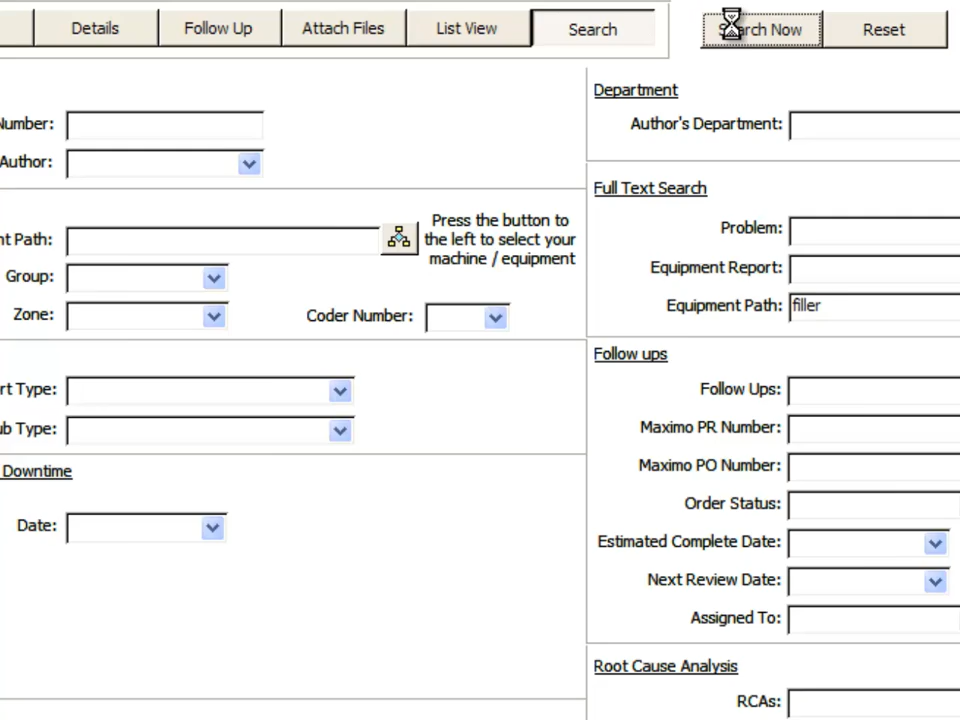 Details
Follow Up
Attach Files
List View
Search
Search Now
Reset
Number:
Author:
nt Path:
Press the button to
the left to select your
machine / equipment
Group:
Zone:
Coder Number:
rt Type:
ub Type:
Downtime
Date:
Department
Author's Department:
Full Text Search
Problem:
Equipment Report:
Equipment Path: filler
Follow ups
Follow Ups:
Maximo PR Number:
Maximo PO Number:
Order Status:
Estimated Complete Date:
Next Review Date:
Assigned To:
Root Cause Analysis
RCAs: